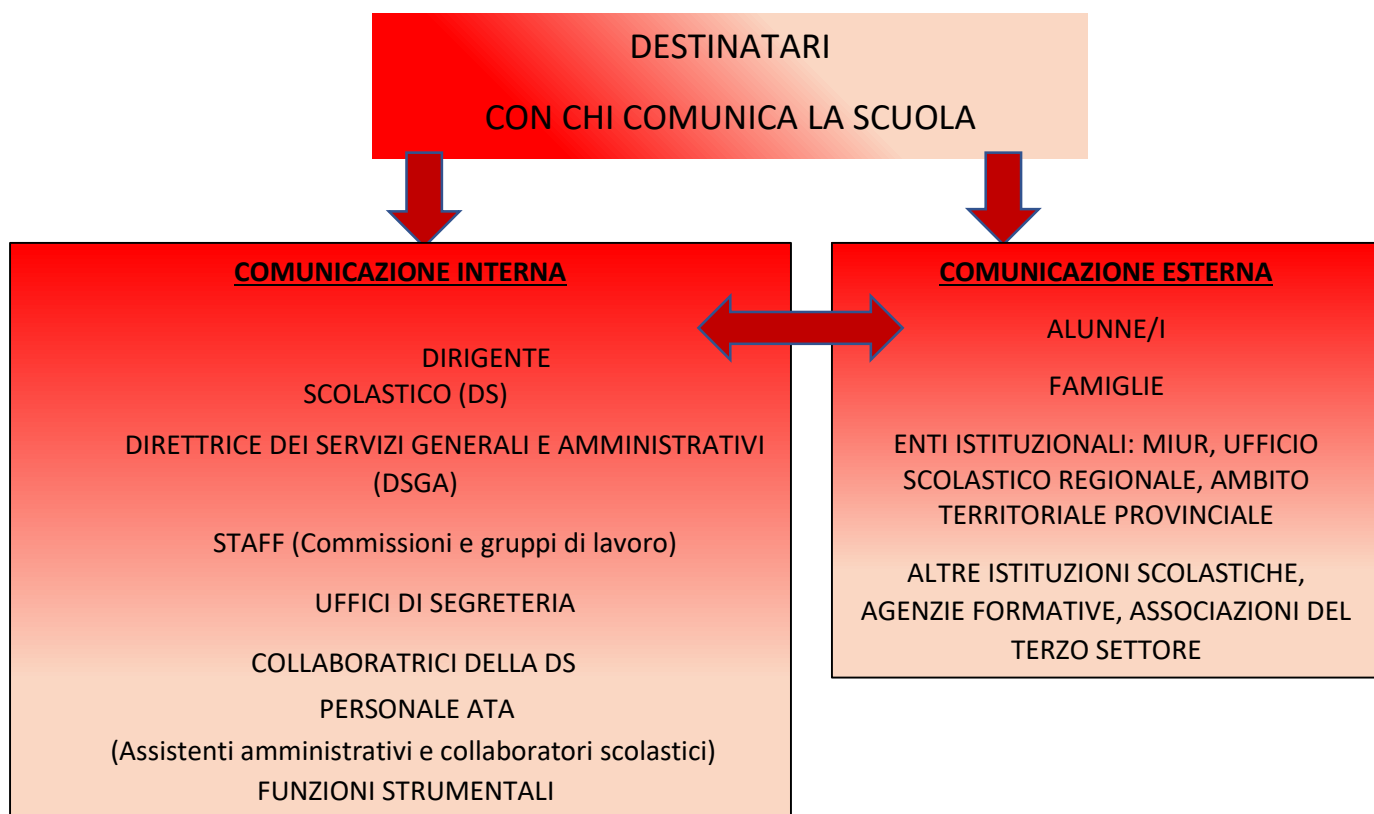 DESTINATARI
CON CHI COMUNICA LA SCUOLA
COMUNICAZIONE INTERNA
DIRIGENTE
SCOLASTICO (DS)
DIRETTRICE DEI SERVIZI GENERALI E AMMINISTRATIVI
(DSGA)
STAFF (Commissioni e gruppi di lavoro)
UFFICI DI SEGRETERIA
COLLABORATRICI DELLA DS
PERSONALE ATA
(Assistenti amministrativi e collaboratori scolastici)
FUNZIONI STRUMENTALI
COMUNICAZIONE ESTERNA
ALUNNE/I
FAMIGLIE
ENTI ISTITUZIONALI: MIUR, UFFICIO
SCOLASTICO REGIONALE, AMBITO
TERRITORIALE PROVINCIALE
ALTRE ISTITUZIONI SCOLASTICHE,
AGENZIE FORMATIVE, ASSOCIAZIONI DEL
TERZO SETTORE